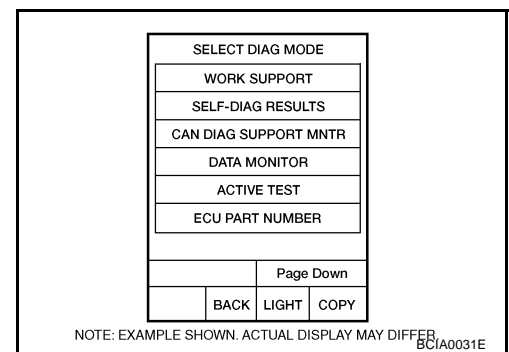 SELECT DIAG MODE
WORK SUPPORT
SELF-DIAG RESULTS
CAN DIAG SUPPORT MNTR
DATA MONITOR
ACTIVE TEST
ECU PART NUMBER
Page Down
BACK LIGHT COPY
NOTE: EXAMPLE SHOWN. ACTUAL DISPLAY MAY DIFFER.
BCIA0031E